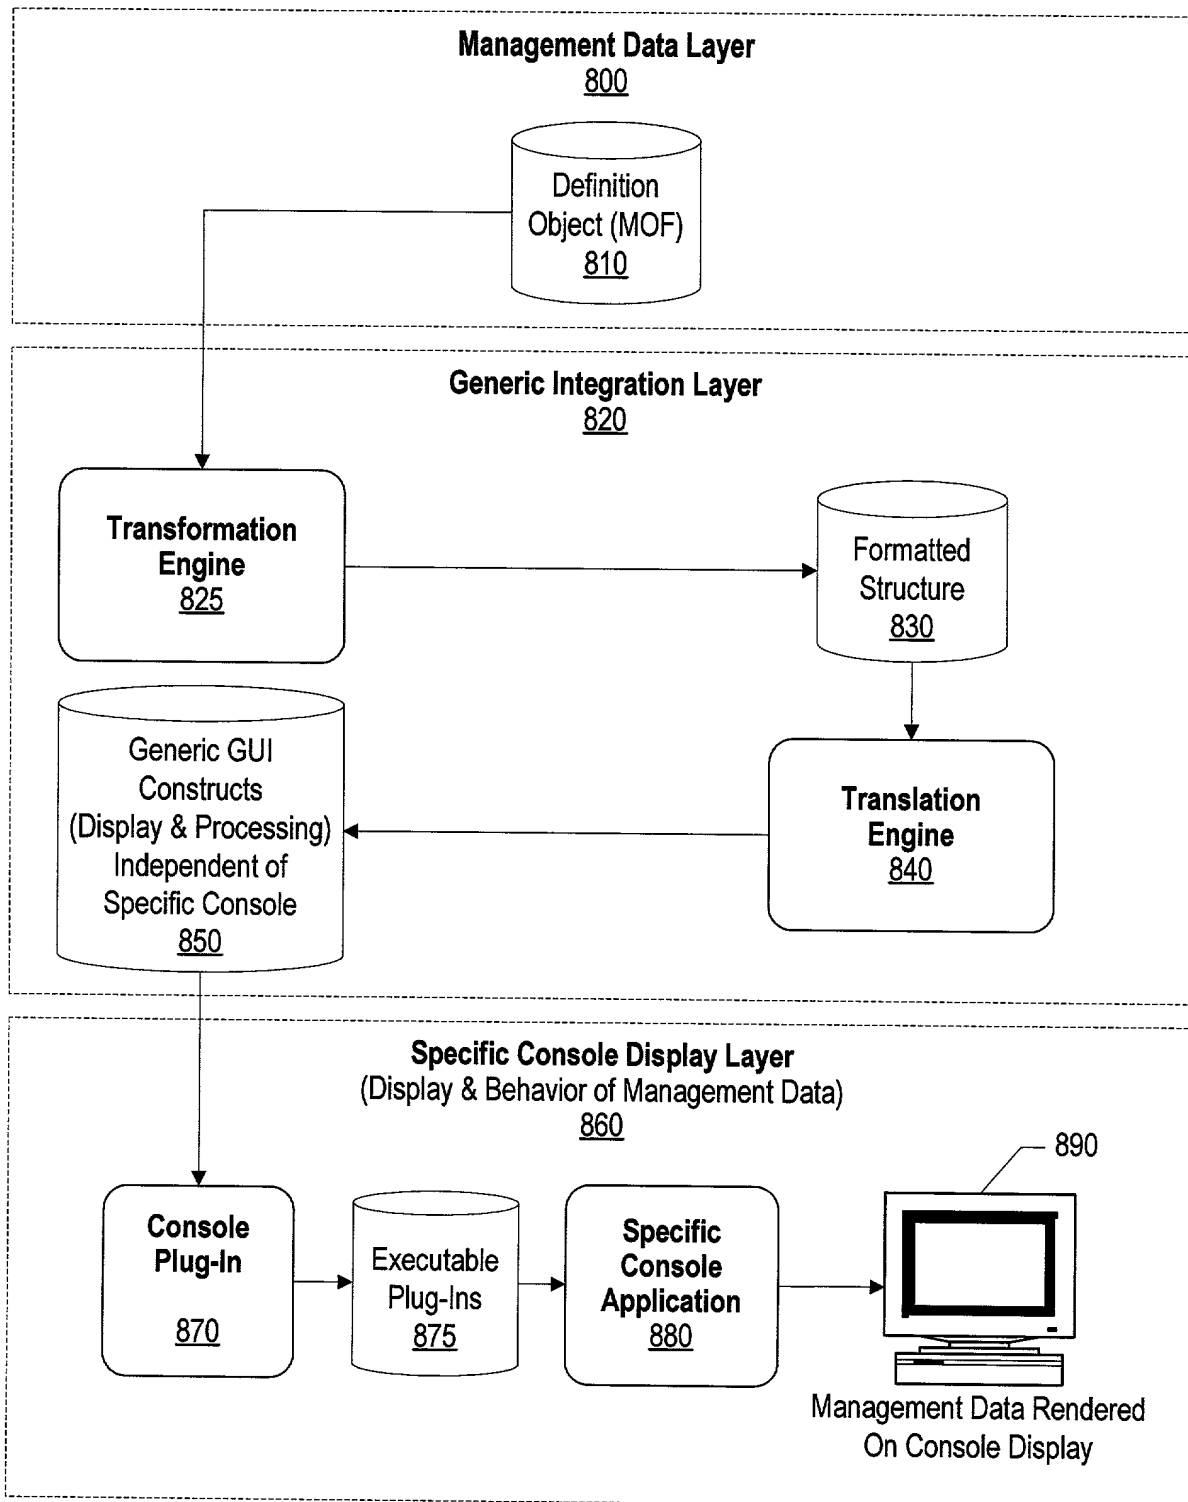 Management Data Layer
800
Definition
Object (MOF)
810
Generic Integration Layer
820
Transformation
Engine
825
Formatted
Structure
830
Generic GUI
Constructs
(Display & Processing)
Independent of
Specific Console
850
Translation
Engine
840
Specific Console Display Layer
(Display & Behavior of Management Data)
860
890
Console
Plug-In
870
Executable
Plug-Ins
875
Specific
Console
Application
880
Management Data Rendered
On Console Display